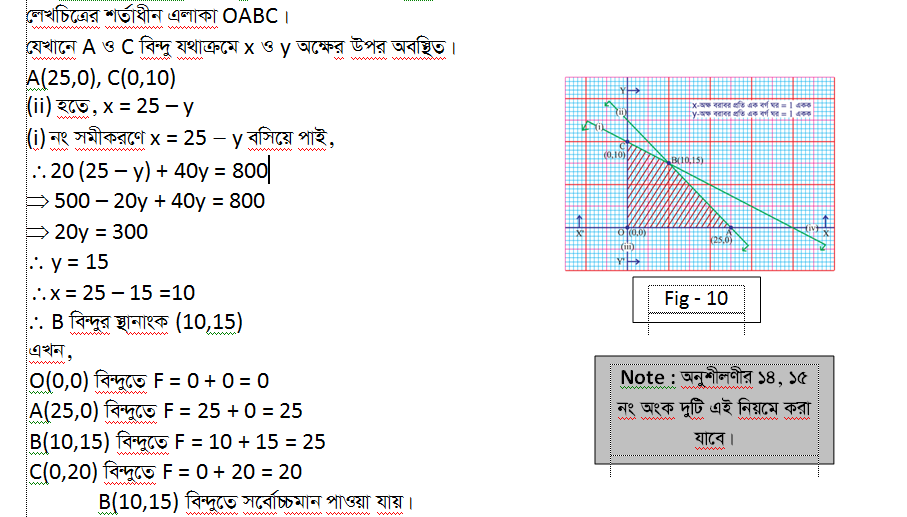 লেখচিত্রের শর্তাধীন এলাকা OABC।
যেখানে A ও C বিন্দু যথাক্রমে x ও y অক্ষের উপর অবস্থিত।
A(25,0), C(0,10)
(ii) হতে, x = 25 – y
(i) নং সমীকরণে x = 25 – y বসিয়ে পাই,
∴ 20 (25 – y) + 40y = 800
⇒ 500 – 20y + 40y = 800
⇒ 20y = 300
∴ y = 15
∴ x = 25 – 15 =10
∴ B বিন্দুর স্থানাংক (10,15)
এখন,
O(0,0) বিন্দুতে F = 0 + 0 = 0
A(25,0) বিন্দুতে F = 25 + 0 = 25
B(10,15) বিন্দুতে F = 10 + 15 = 25
C(0,20) বিন্দুতে F = 0 + 20 = 20
B(10,15) বিন্দুতে সর্বোচ্চমান পাওয়া যায়।
Y
x-অক্ষ বরাবর প্রতি এক বর্গ ঘর = 1 একক
y-অক্ষ বরাবর প্রতি এক বর্গ ঘর = 1 একক
(ii)
(i)
C
(0,10)
B(10,15)
X'
O (0,0)
A
(25,0)
(iv)
X
(iii)
Y'
Fig - 10
Note : অনুশীলণীর ১৪, ১৫
নং অংক দুটি এই নিয়মে করা
যাবে।